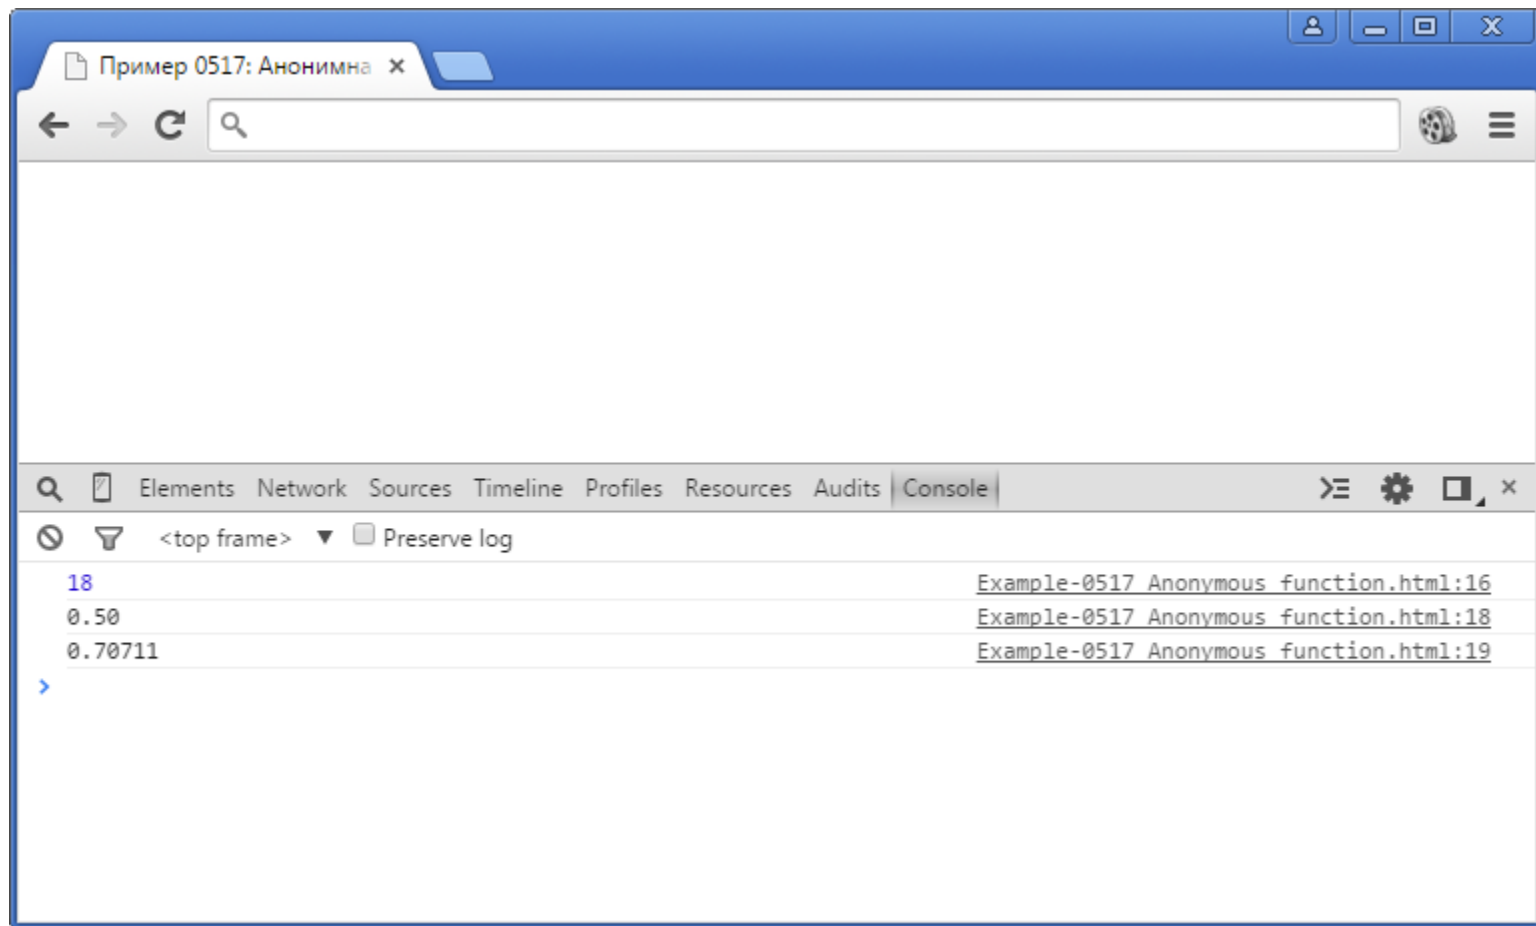 Пример 0517: Анонимна
Elements Network Sources Timeline Profiles Resources Audits Console
<top frame> ▼ Preserve log
18 Example-0517 Anonymous function.html:16
0.50 Example-0517 Anonymous function.html:18
0.70711 Example-0517 Anonymous function.html:19